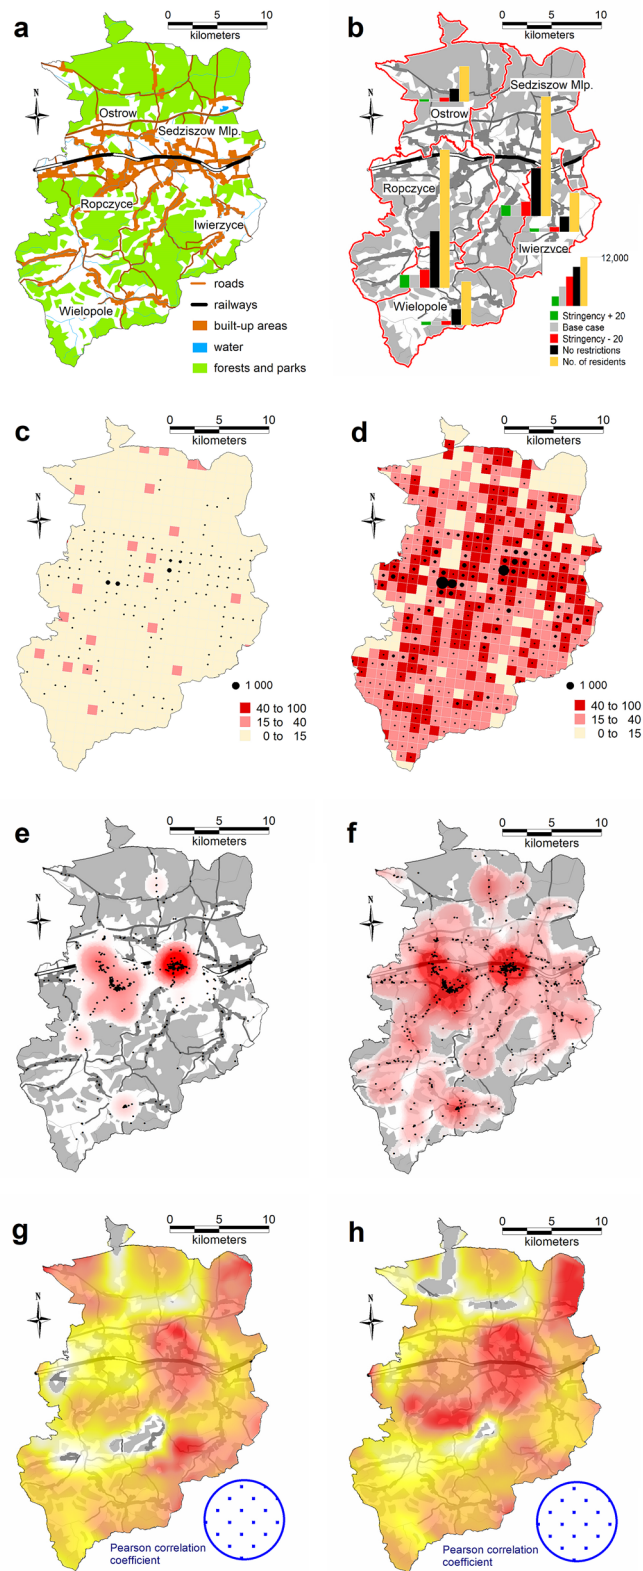 a
0 5 10
kilometers
N
Ostrow
Sedziszow Mlp.
Ropczyce
Iwierzyce
Wielopole
roads
railways
built-up areas
water
forests and parks
b
0 5 10
kilometers
N
Sedziszow Mlp.
Ostrow
Ropczyce
Iwierzyce
Wielopole
12,000
Stringency + 20
Base case
Stringency - 20
No restrictions
No. of residents
c
0 5 10
kilometers
N
1 000
40 to 100
15 to 40
0 to 15
d
0 5 10
kilometers
N
1 000
40 to 100
15 to 40
0 to 15
e
0 5 10
kilometers
N
f
0 5 10
kilometers
N
g
0 5 10
kilometers
N
Pearson correlation
coefficient
h
0 5 10
kilometers
N
Pearson correlation
coefficient